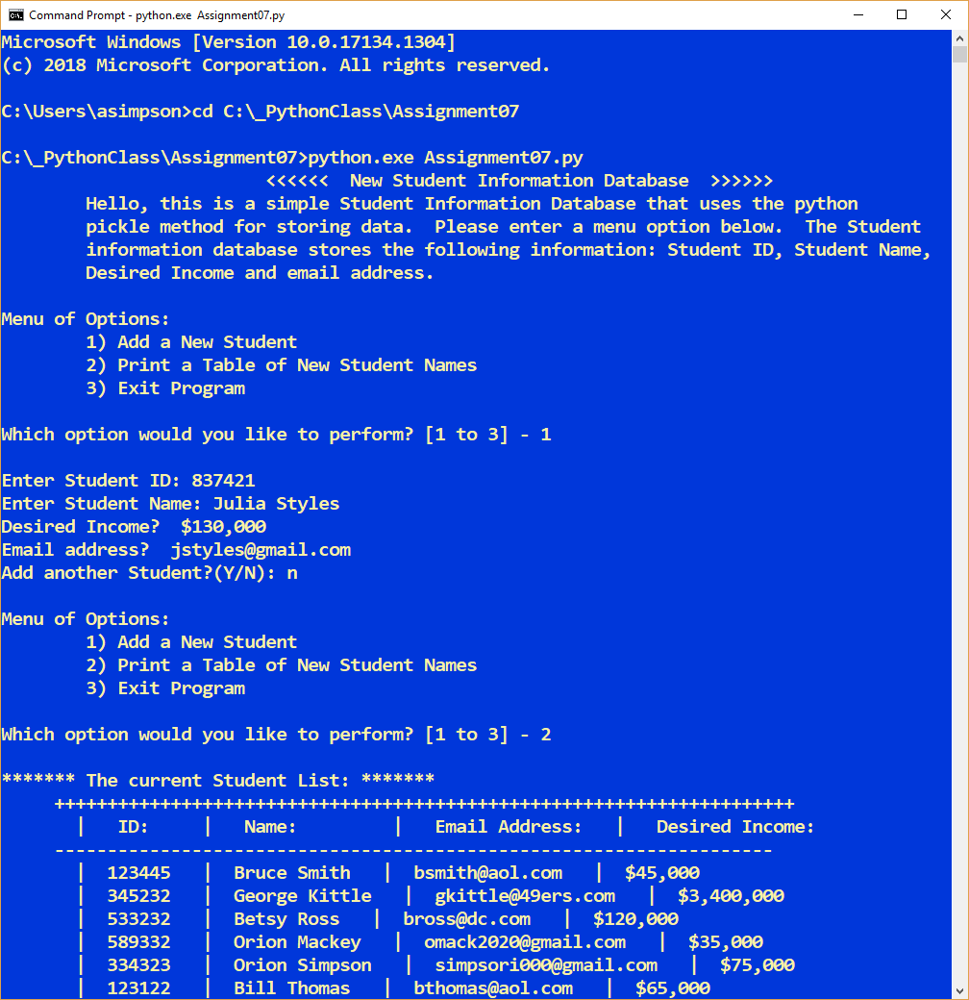 Command Prompt - python.exe  Assignment07.py
Microsoft Windows [Version 10.0.17134.1304]
(c) 2018 Microsoft Corporation. All rights reserved.
C:\Users\asimpson>cd C:\_PythonClass\Assignment07
C:\_PythonClass\Assignment07>python.exe Assignment07.py
<<<<<<  New Student Information Database  >>>>>>
Hello, this is a simple Student Information Database that uses the python
pickle method for storing data.  Please enter a menu option below.  The Student
information database stores the following information: Student ID, Student Name,
Desired Income and email address.
Menu of Options:
1) Add a New Student
2) Print a Table of New Student Names
3) Exit Program
Which option would you like to perform? [1 to 3] - 1
Enter Student ID: 837421
Enter Student Name: Julia Styles
Desired Income?  $130,000
Email address?  jstyles@gmail.com
Add another Student?(Y/N): n
Menu of Options:
1) Add a New Student
2) Print a Table of New Student Names
3) Exit Program
Which option would you like to perform? [1 to 3] - 2
******* The current Student List: *******
++++++++++++++++++++++++++++++++++++++++++++++++++++++++++++++++++++++
|   ID:     |   Name:         |   Email Address:   |   Desired Income:
--------------------------------------------------------------------
|  123445   |  Bruce Smith   |  bsmith@aol.com   |  $45,000
|  345232   |  George Kittle   |  gkittle@49ers.com   |  $3,400,000
|  533232   |  Betsy Ross   |  bross@dc.com   |  $120,000
|  589332   |  Orion Mackey   |  omack2020@gmail.com   |  $35,000
|  334323   |  Orion Simpson   |  simpsori000@gmail.com   |  $75,000
|  123122   |  Bill Thomas   |  bthomas@aol.com   |  $65,000